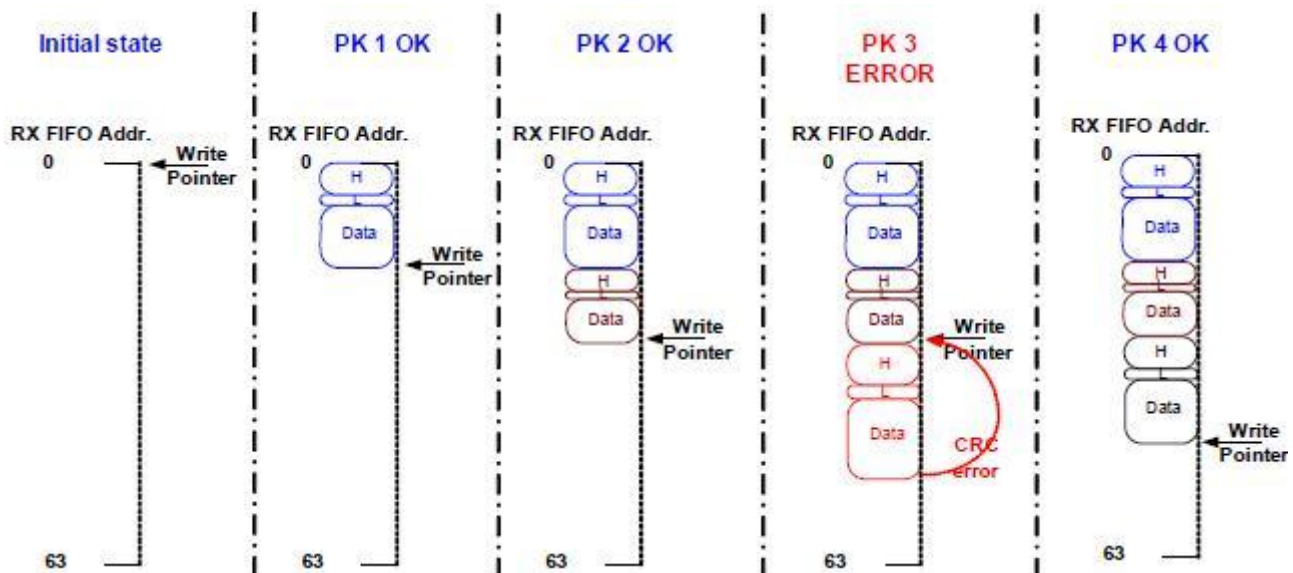 Initial state
RX FIFO Addr.
0
Write
Pointer
63
PK 1 OK
RX FIFO Addr.
0
H
L
Data
Write
Pointer
63
PK 2 OK
RX FIFO Addr.
0
H
L
Data
H
L
Data
Write
Pointer
63
PK 3
ERROR
RX FIFO Addr.
0
H
L
Data
H
L
Data
Write
Pointer
H
L
Data
CRC
error
63
PK 4 OK
RX FIFO Addr.
0
H
L
Data
H
L
Data
H
L
Data
Write
Pointer
63